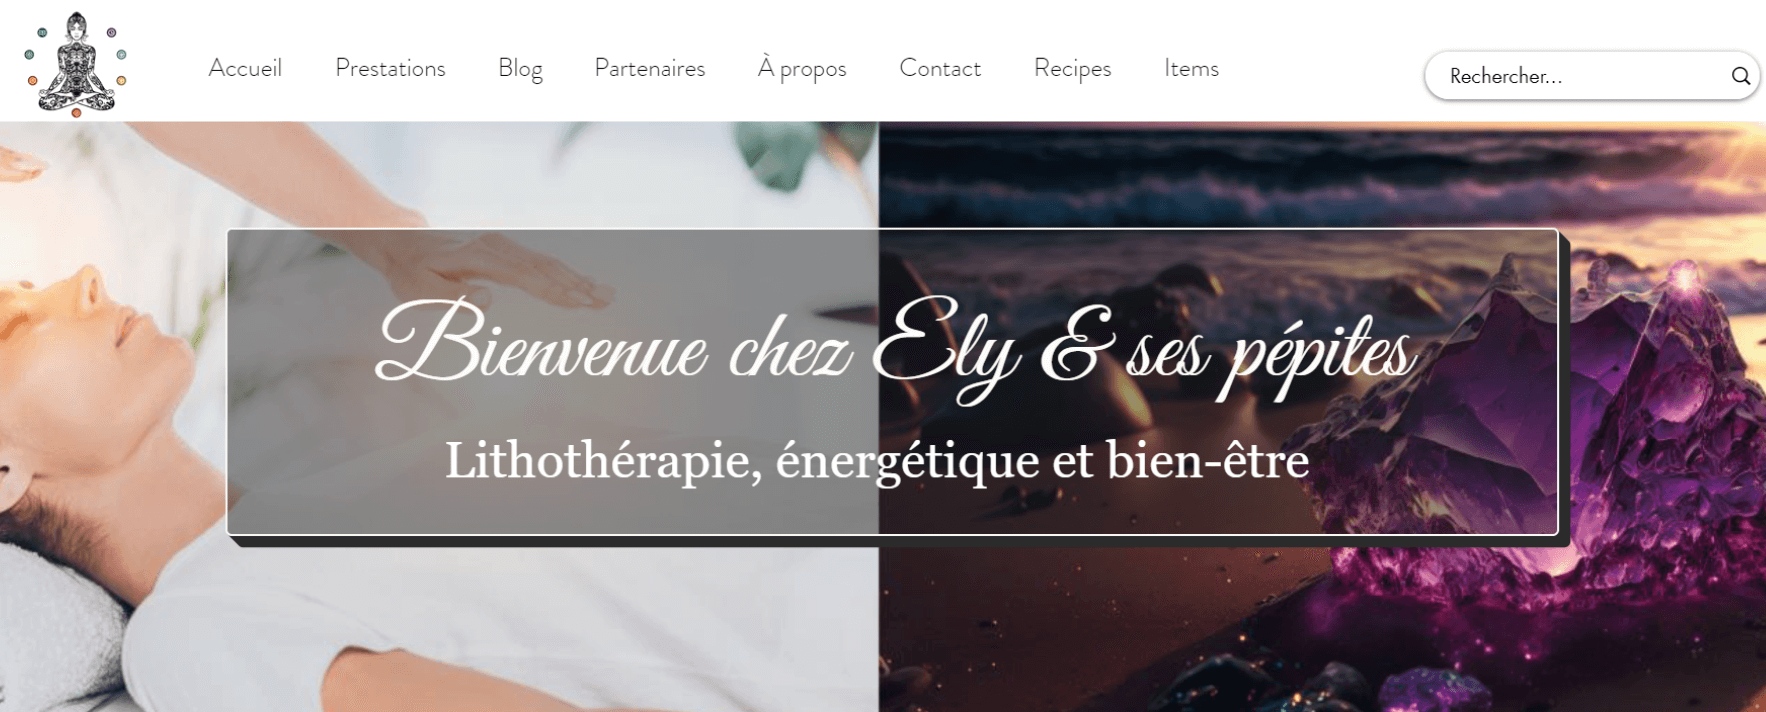 Accueil Prestations Blog Partenaires À propos Contact Recipes Items
Rechercher...
Bienvenue chez Ely & ses pépites
Lithothérapie, énergétique et bien-être